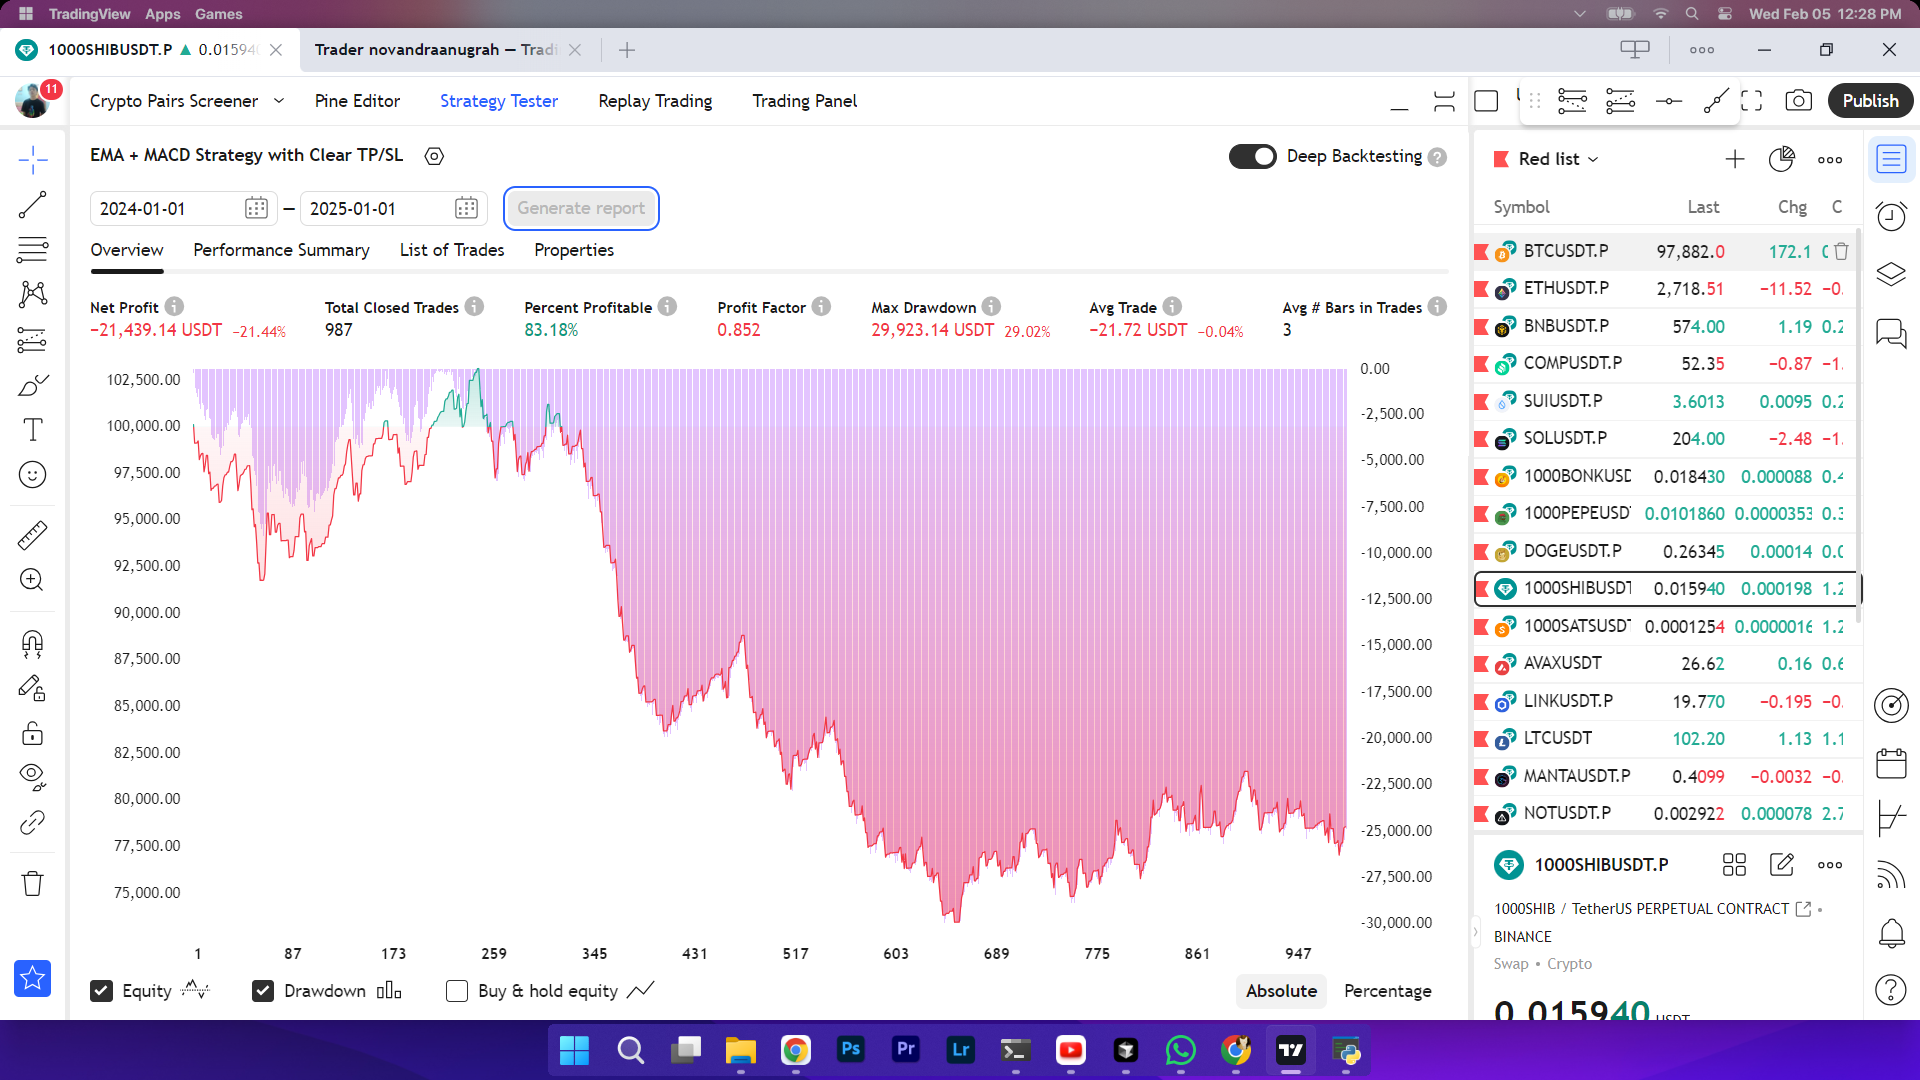 TradingView Apps Games
Wed Feb 05 12:28 PM
1000SHIBUSDT.P ▲ 0.01594
Trader novandraanugrah — Tradi
11
Crypto Pairs Screener Pine Editor Strategy Tester Replay Trading Trading Panel
Publish
EMA + MACD Strategy with Clear TP/SL
Deep Backtesting
2024-01-01 — 2025-01-01 Generate report
Overview Performance Summary List of Trades Properties
Net Profit Total Closed Trades Percent Profitable Profit Factor Max Drawdown Avg Trade Avg # Bars in Trades
−21,439.14 USDT −21.44% 987 83.18% 0.852 29,923.14 USDT 29.02% −21.72 USDT −0.04% 3
102,500.00
100,000.00
97,500.00
95,000.00
92,500.00
90,000.00
87,500.00
85,000.00
82,500.00
80,000.00
77,500.00
75,000.00
0.00
-2,500.00
-5,000.00
-7,500.00
-10,000.00
-12,500.00
-15,000.00
-17,500.00
-20,000.00
-22,500.00
-25,000.00
-27,500.00
-30,000.00
1 87 173 259 345 431 517 603 689 775 861 947
Equity Drawdown Buy & hold equity Absolute Percentage
Red list
Symbol Last Chg C
BTCUSDT.P 97,882.0 172.1 0
ETHUSDT.P 2,718.51 −11.52 −0.
BNBUSDT.P 574.00 1.19 0.2
COMPUSDT.P 52.35 −0.87 −1.
SUIUSDT.P 3.6013 0.0095 0.2
SOLUSDT.P 204.00 −2.48 −1.
1000BONKUSD 0.018430 0.000088 0.4
1000PEPEUSD 0.0101860 0.0000353 0.3
DOGEUSDT.P 0.26345 0.00014 0.0
1000SHIBUSDT 0.015940 0.000198 1.2
1000SATSUSDT 0.0001254 0.0000016 1.2
AVAXUSDT 26.62 0.16 0.6
LINKUSDT.P 19.770 −0.195 −0.
LTCUSDT 102.20 1.13 1.1
MANTAUSDT.P 0.4099 −0.0032 −0.
NOTUSDT.P 0.002922 0.000078 2.7
1000SHIBUSDT.P
1000SHIB / TetherUS PERPETUAL CONTRACT
BINANCE
Swap • Crypto
0.015940 USDT
Ps Pr Lr